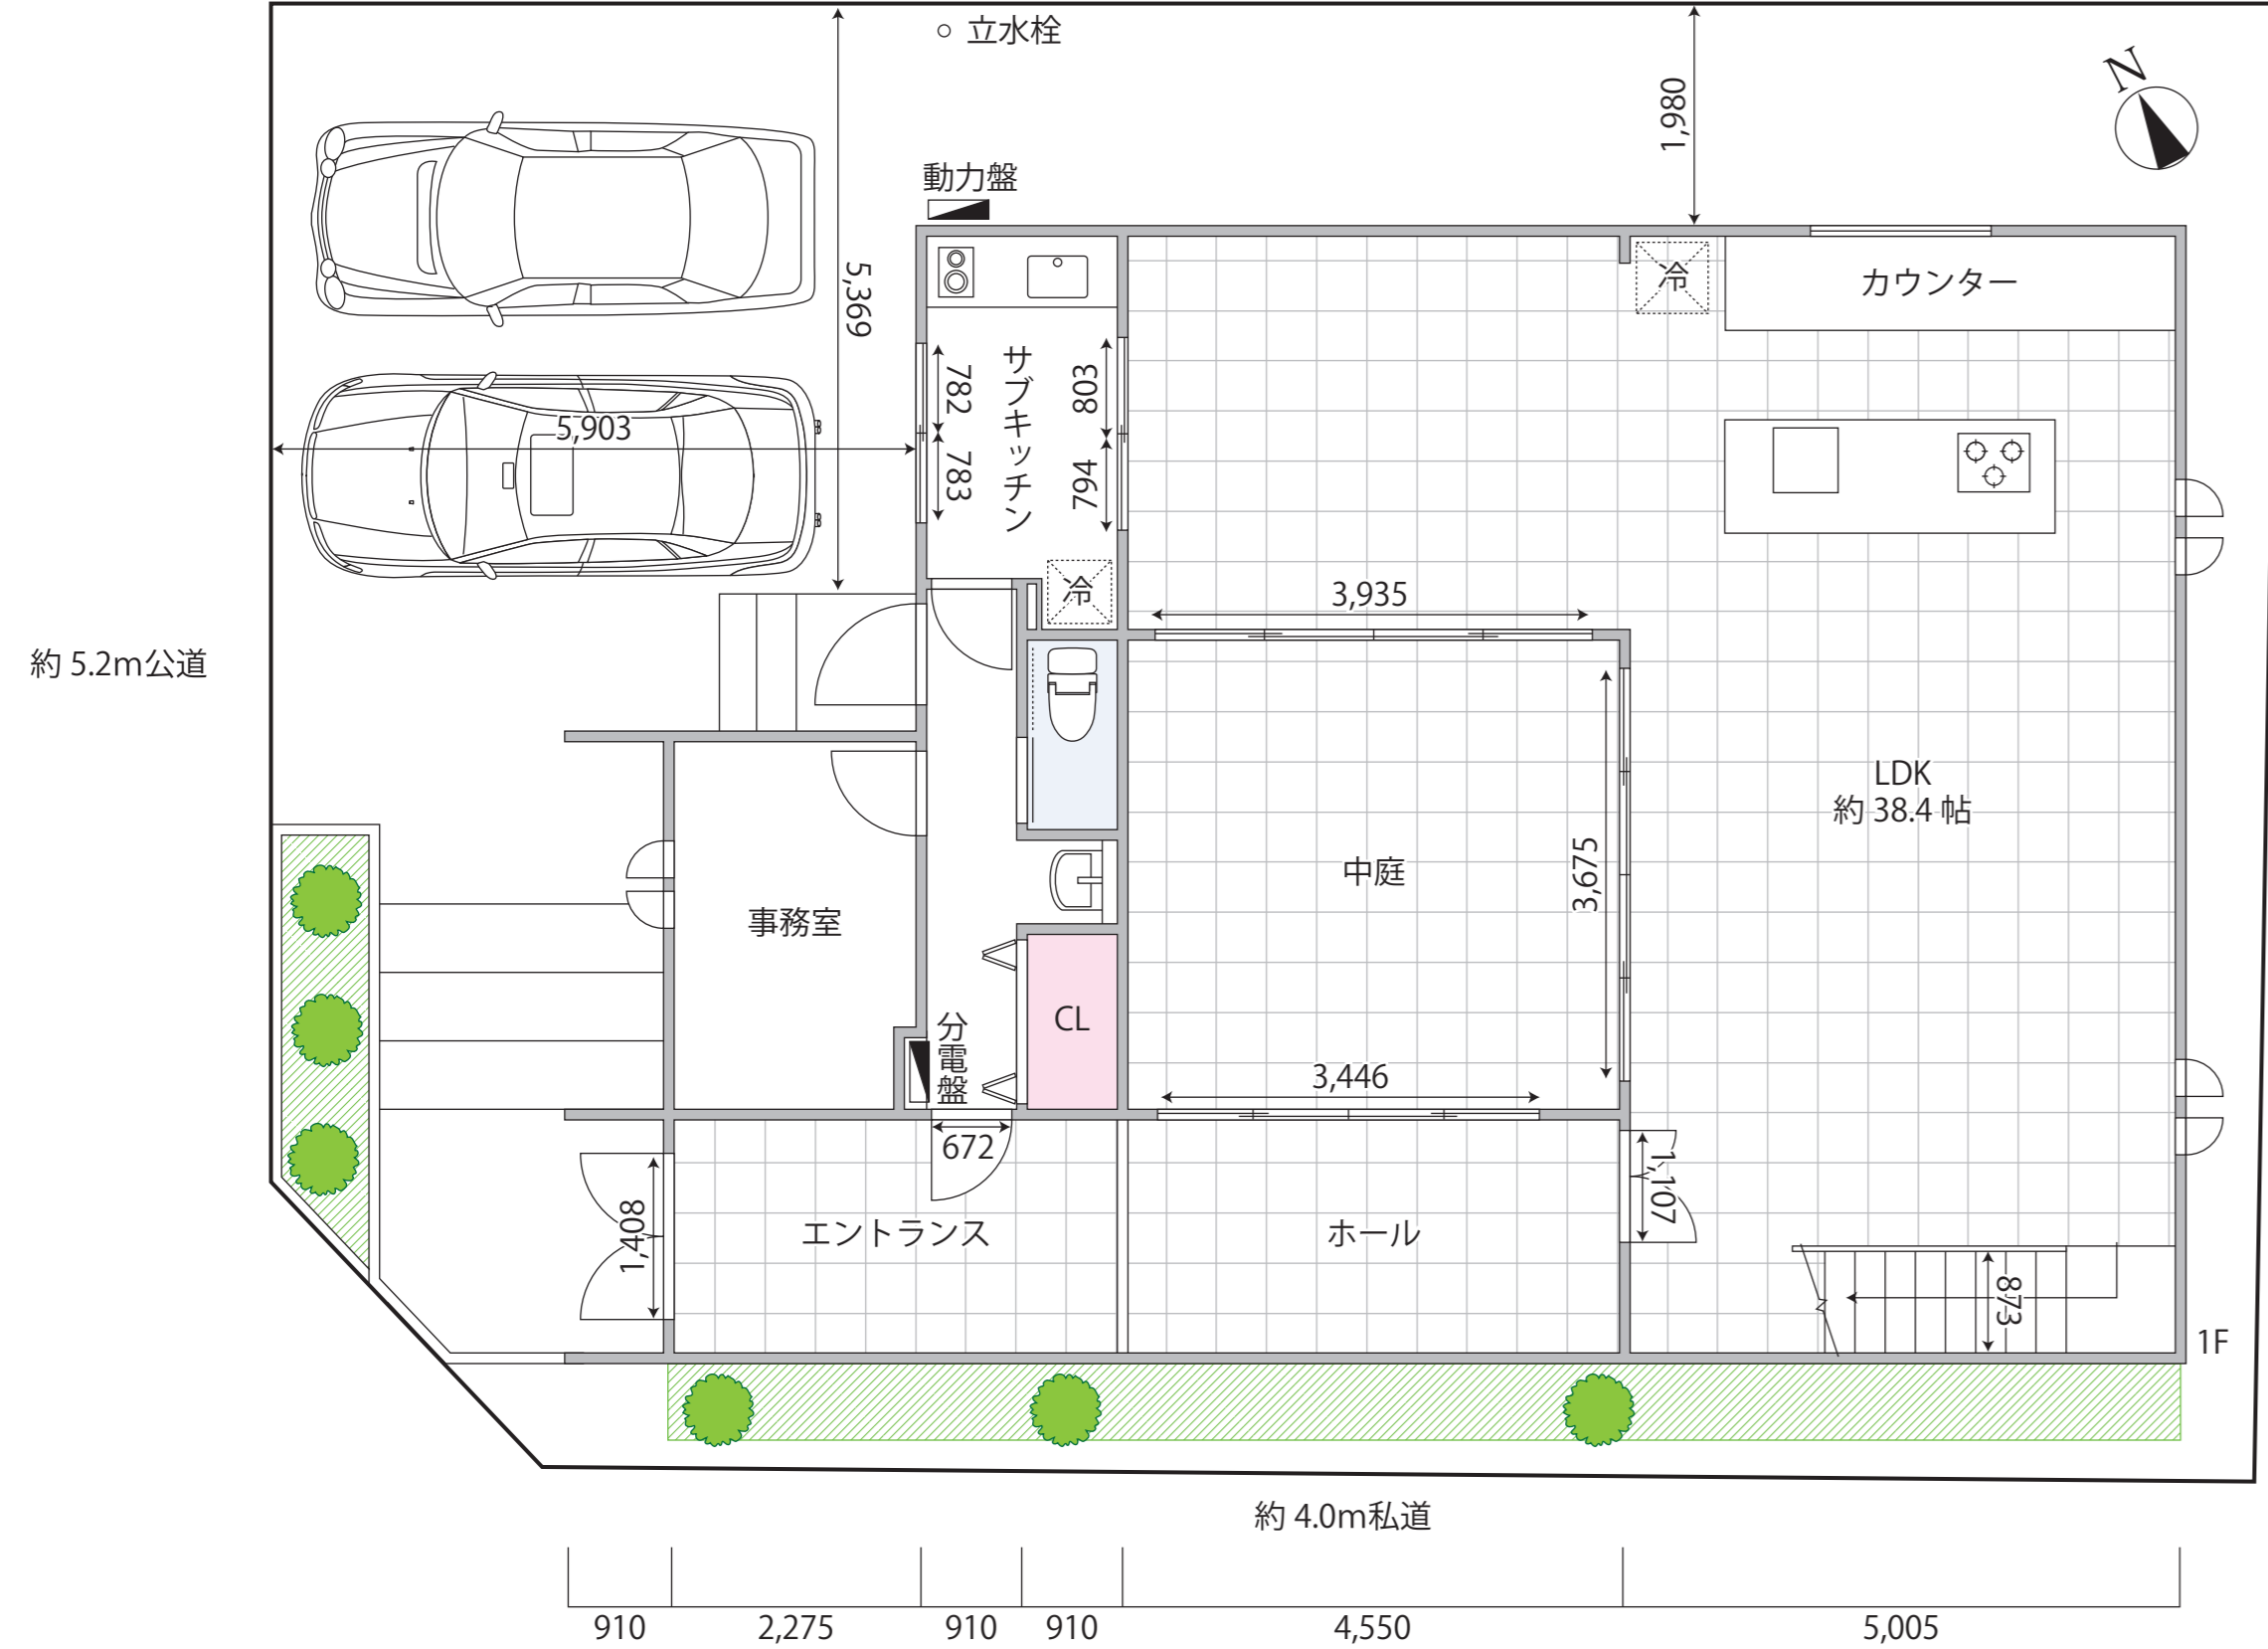 立水栓
N
1,980
動力盤
冷
カウンター
5,369
サブキッチン
782
783
803
794
5,903
冷
3,935
約 5.2m公道
LDK
約 38.4 帖
3,675
中庭
事務室
CL
分電盤
3,446
672
1,107
1,408
エントランス
ホール
873
1F
約 4.0m私道
910
2,275
910
910
4,550
5,005